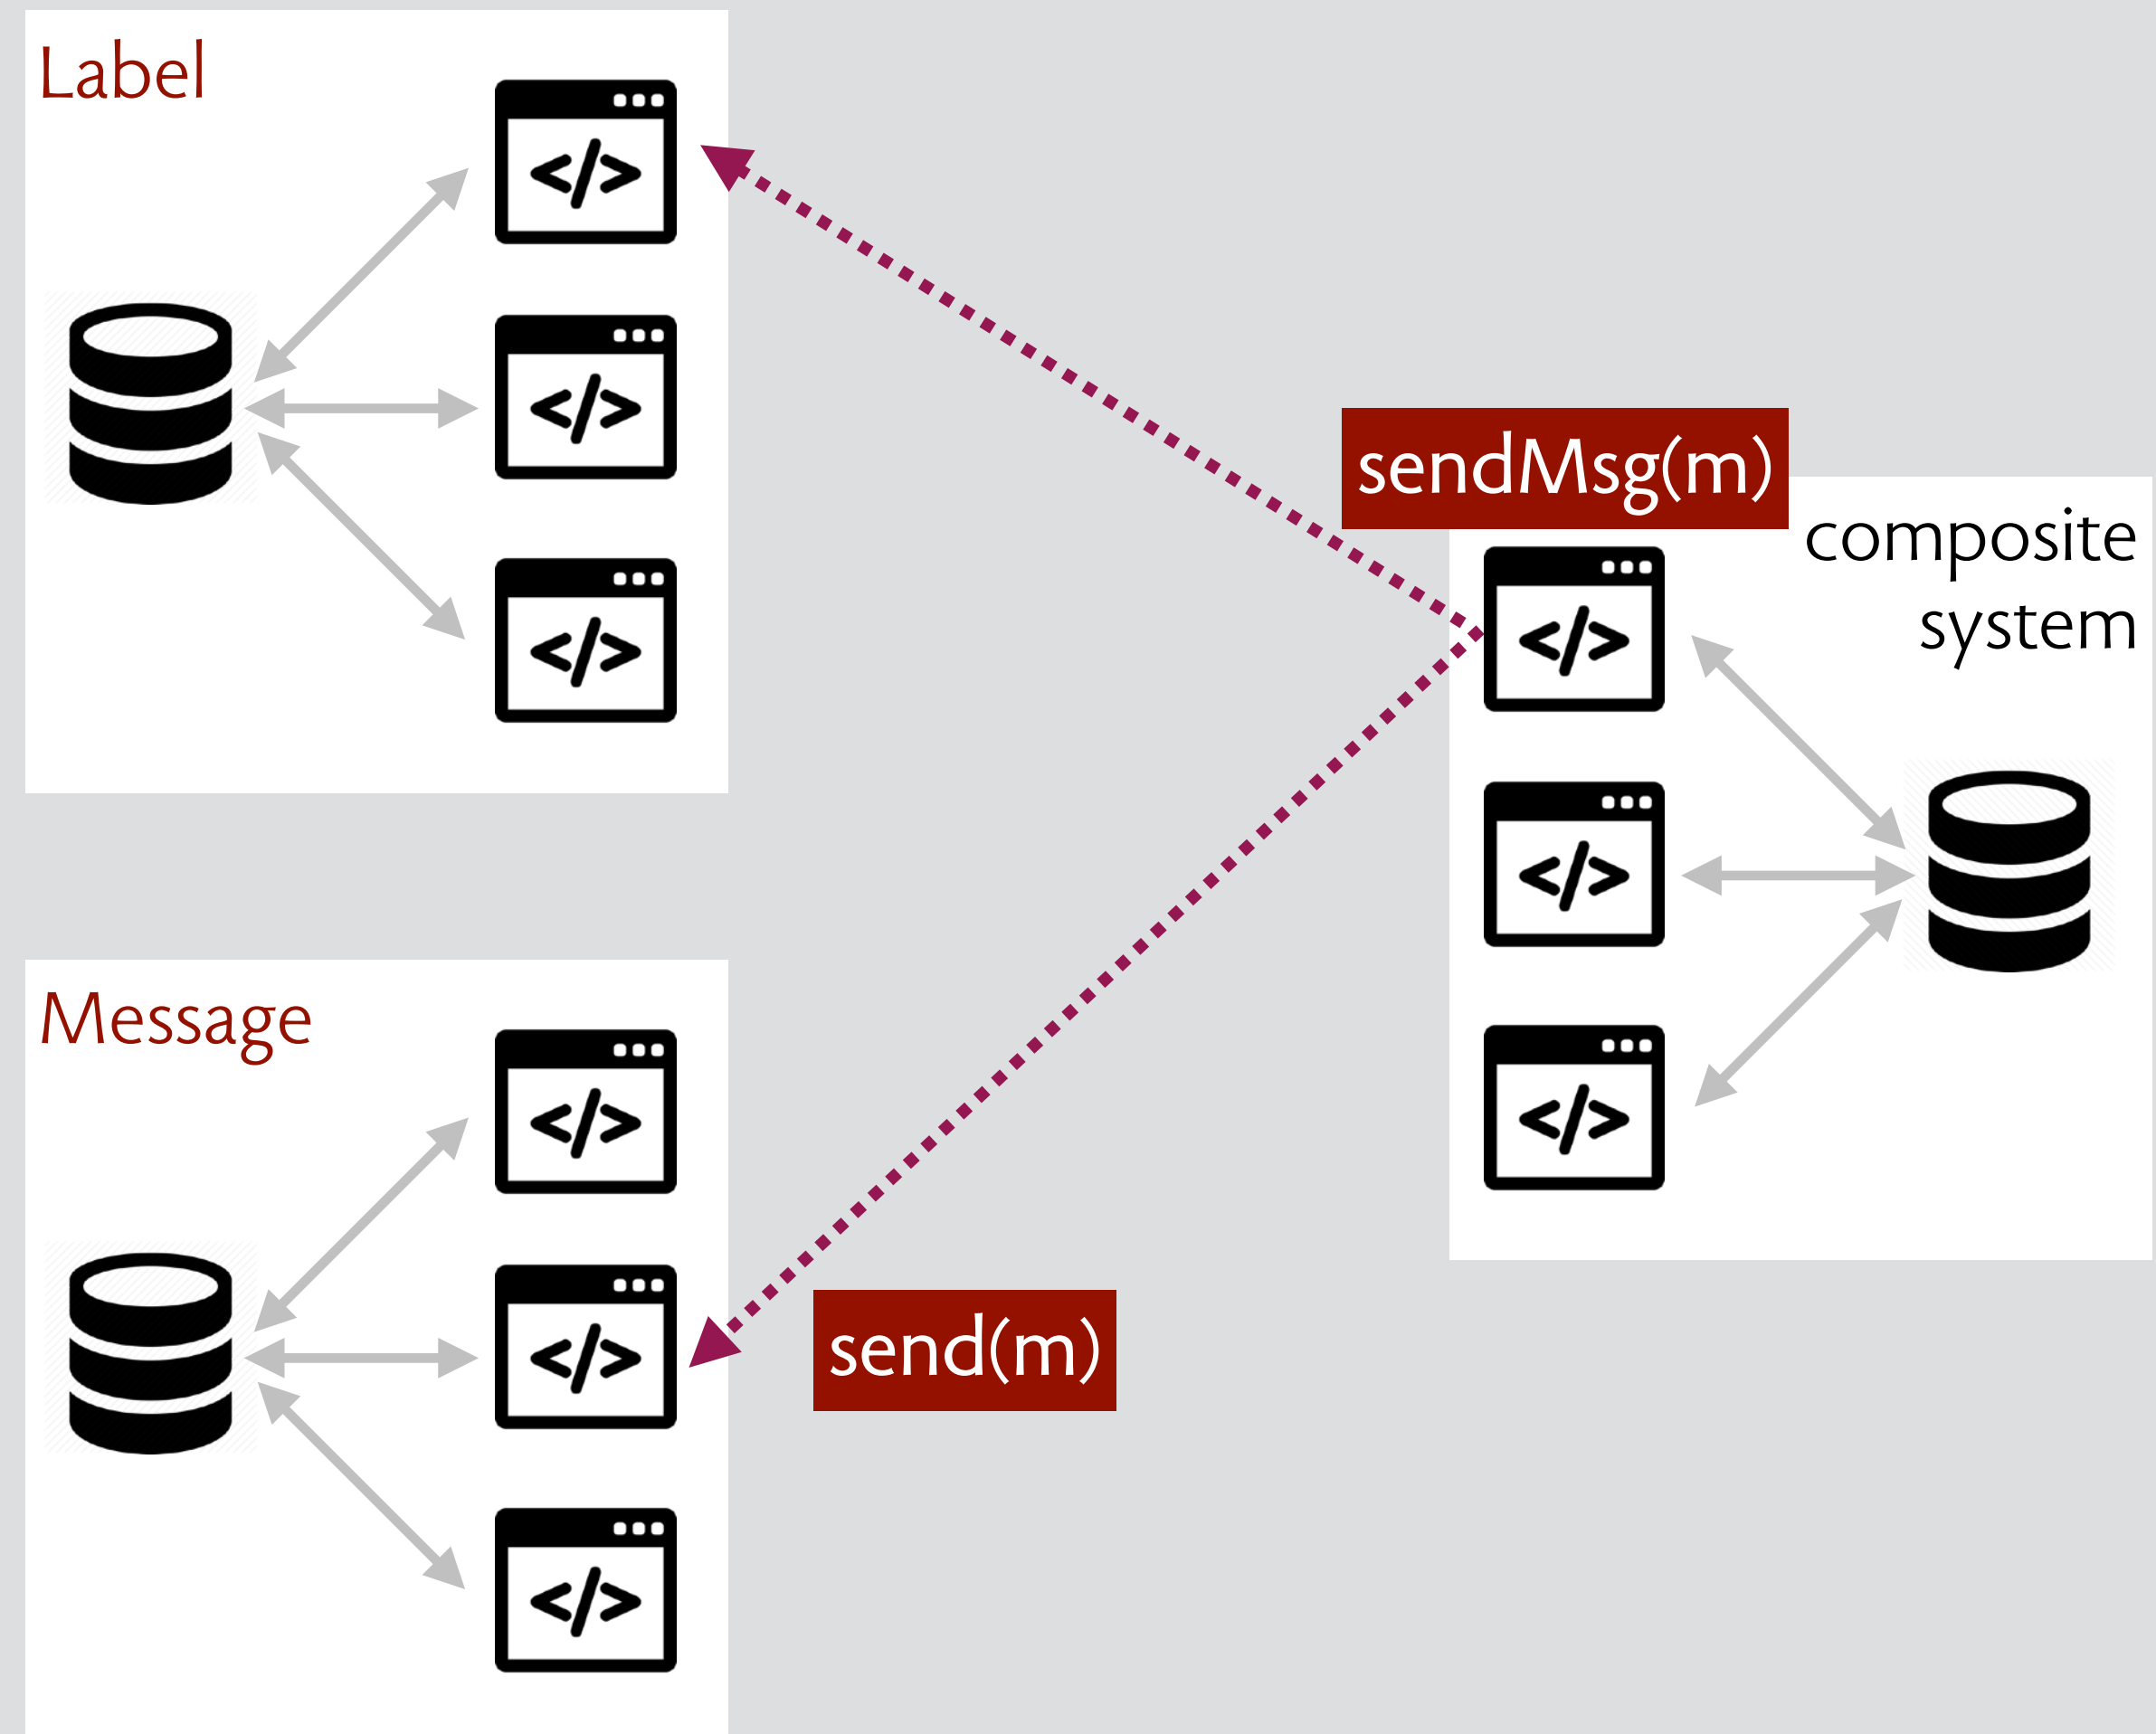 Label
sendMsg(m)
composite
system
Message
send(m)